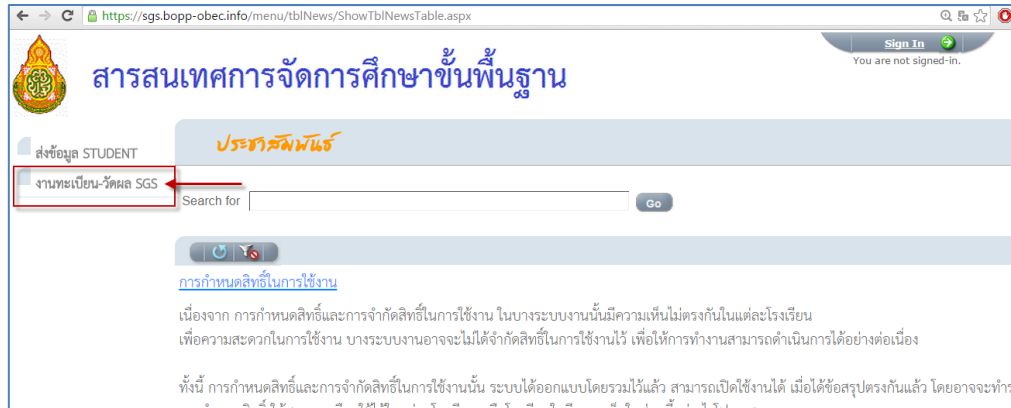 https://sgs.bopp-obec.info/menu/tblNews/ShowTblNewsTable.aspx
Sign In
You are not signed-in.
สารสนเทศการจัดการศึกษาขั้นพื้นฐาน
ส่งข้อมูล STUDENT
ประชาสัมพันธ์
งานทะเบียน-วัดผล SGS
Search for
Go
การกำหนดสิทธิ์ในการใช้งาน
เนื่องจาก การกำหนดสิทธิ์และการจำกัดสิทธิ์ในการใช้งาน ในบางระบบงานนั้นมีความเห็นไม่ตรงกันในแต่ละโรงเรียน
เพื่อความสะดวกในการใช้งาน บางระบบงานอาจจะไม่ได้จำกัดสิทธิ์ในการใช้งานไว้ เพื่อให้การทำงานสามารถดำเนินการได้อย่างต่อเนื่อง
ทั้งนี้ การกำหนดสิทธิ์และการจำกัดสิทธิ์ในการใช้งานนั้น ระบบได้ออกแบบโดยรวมไว้แล้ว สามารถเปิดใช้งานได้ เมื่อได้ข้อสรุปตรงกันแล้ว โดยอาจจะทำร